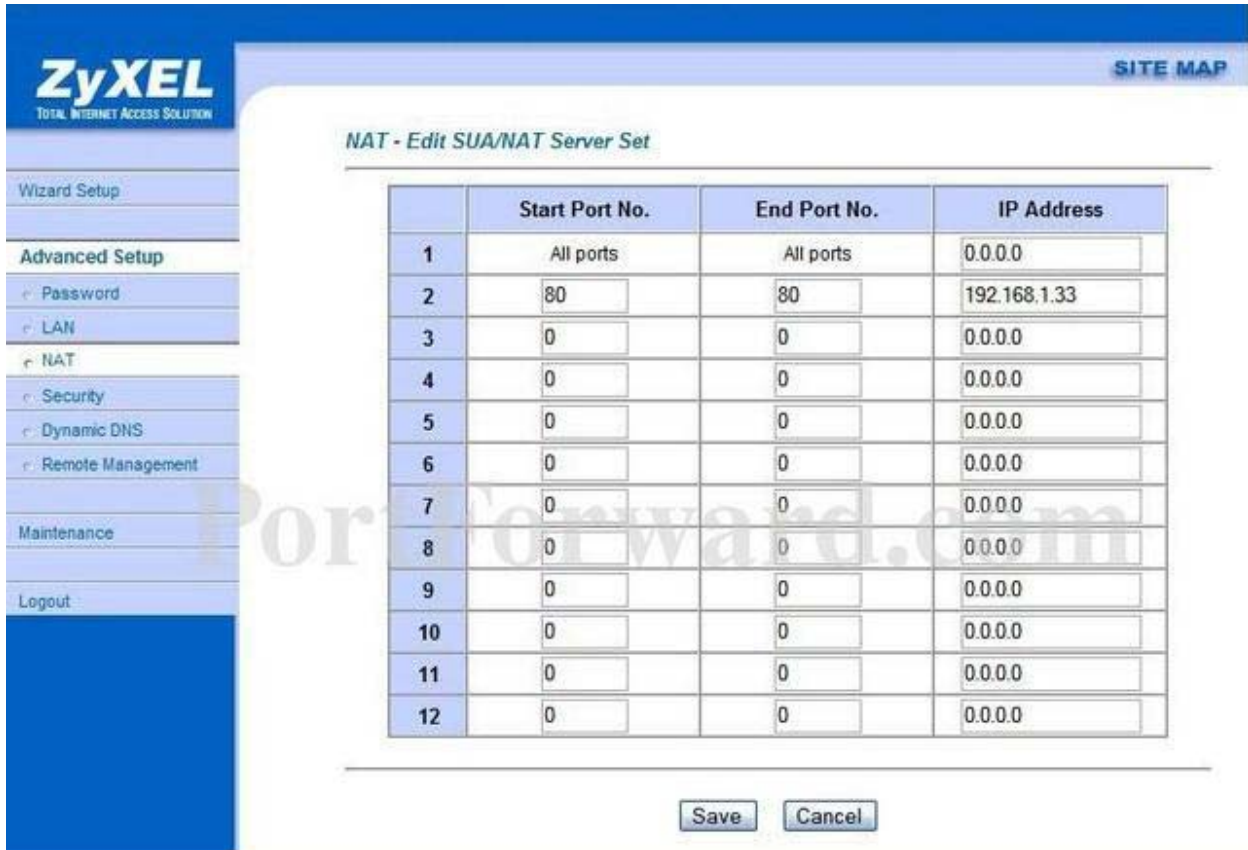 ZyXEL
TOTAL INTERNET ACCESS SOLUTION
SITE MAP
Wizard Setup
Advanced Setup
Password
LAN
NAT
Security
Dynamic DNS
Remote Management
Maintenance
Logout
NAT - Edit SUA/NAT Server Set
Start Port No. End Port No. IP Address
1 All ports All ports 0.0.0.0
2 80 80 192.168.1.33
3 0 0 0.0.0.0
4 0 0 0.0.0.0
5 0 0 0.0.0.0
6 0 0 0.0.0.0
7 0 0 0.0.0.0
8 0 0 0.0.0.0
9 0 0 0.0.0.0
10 0 0 0.0.0.0
11 0 0 0.0.0.0
12 0 0 0.0.0.0
PortForward.com
Save Cancel